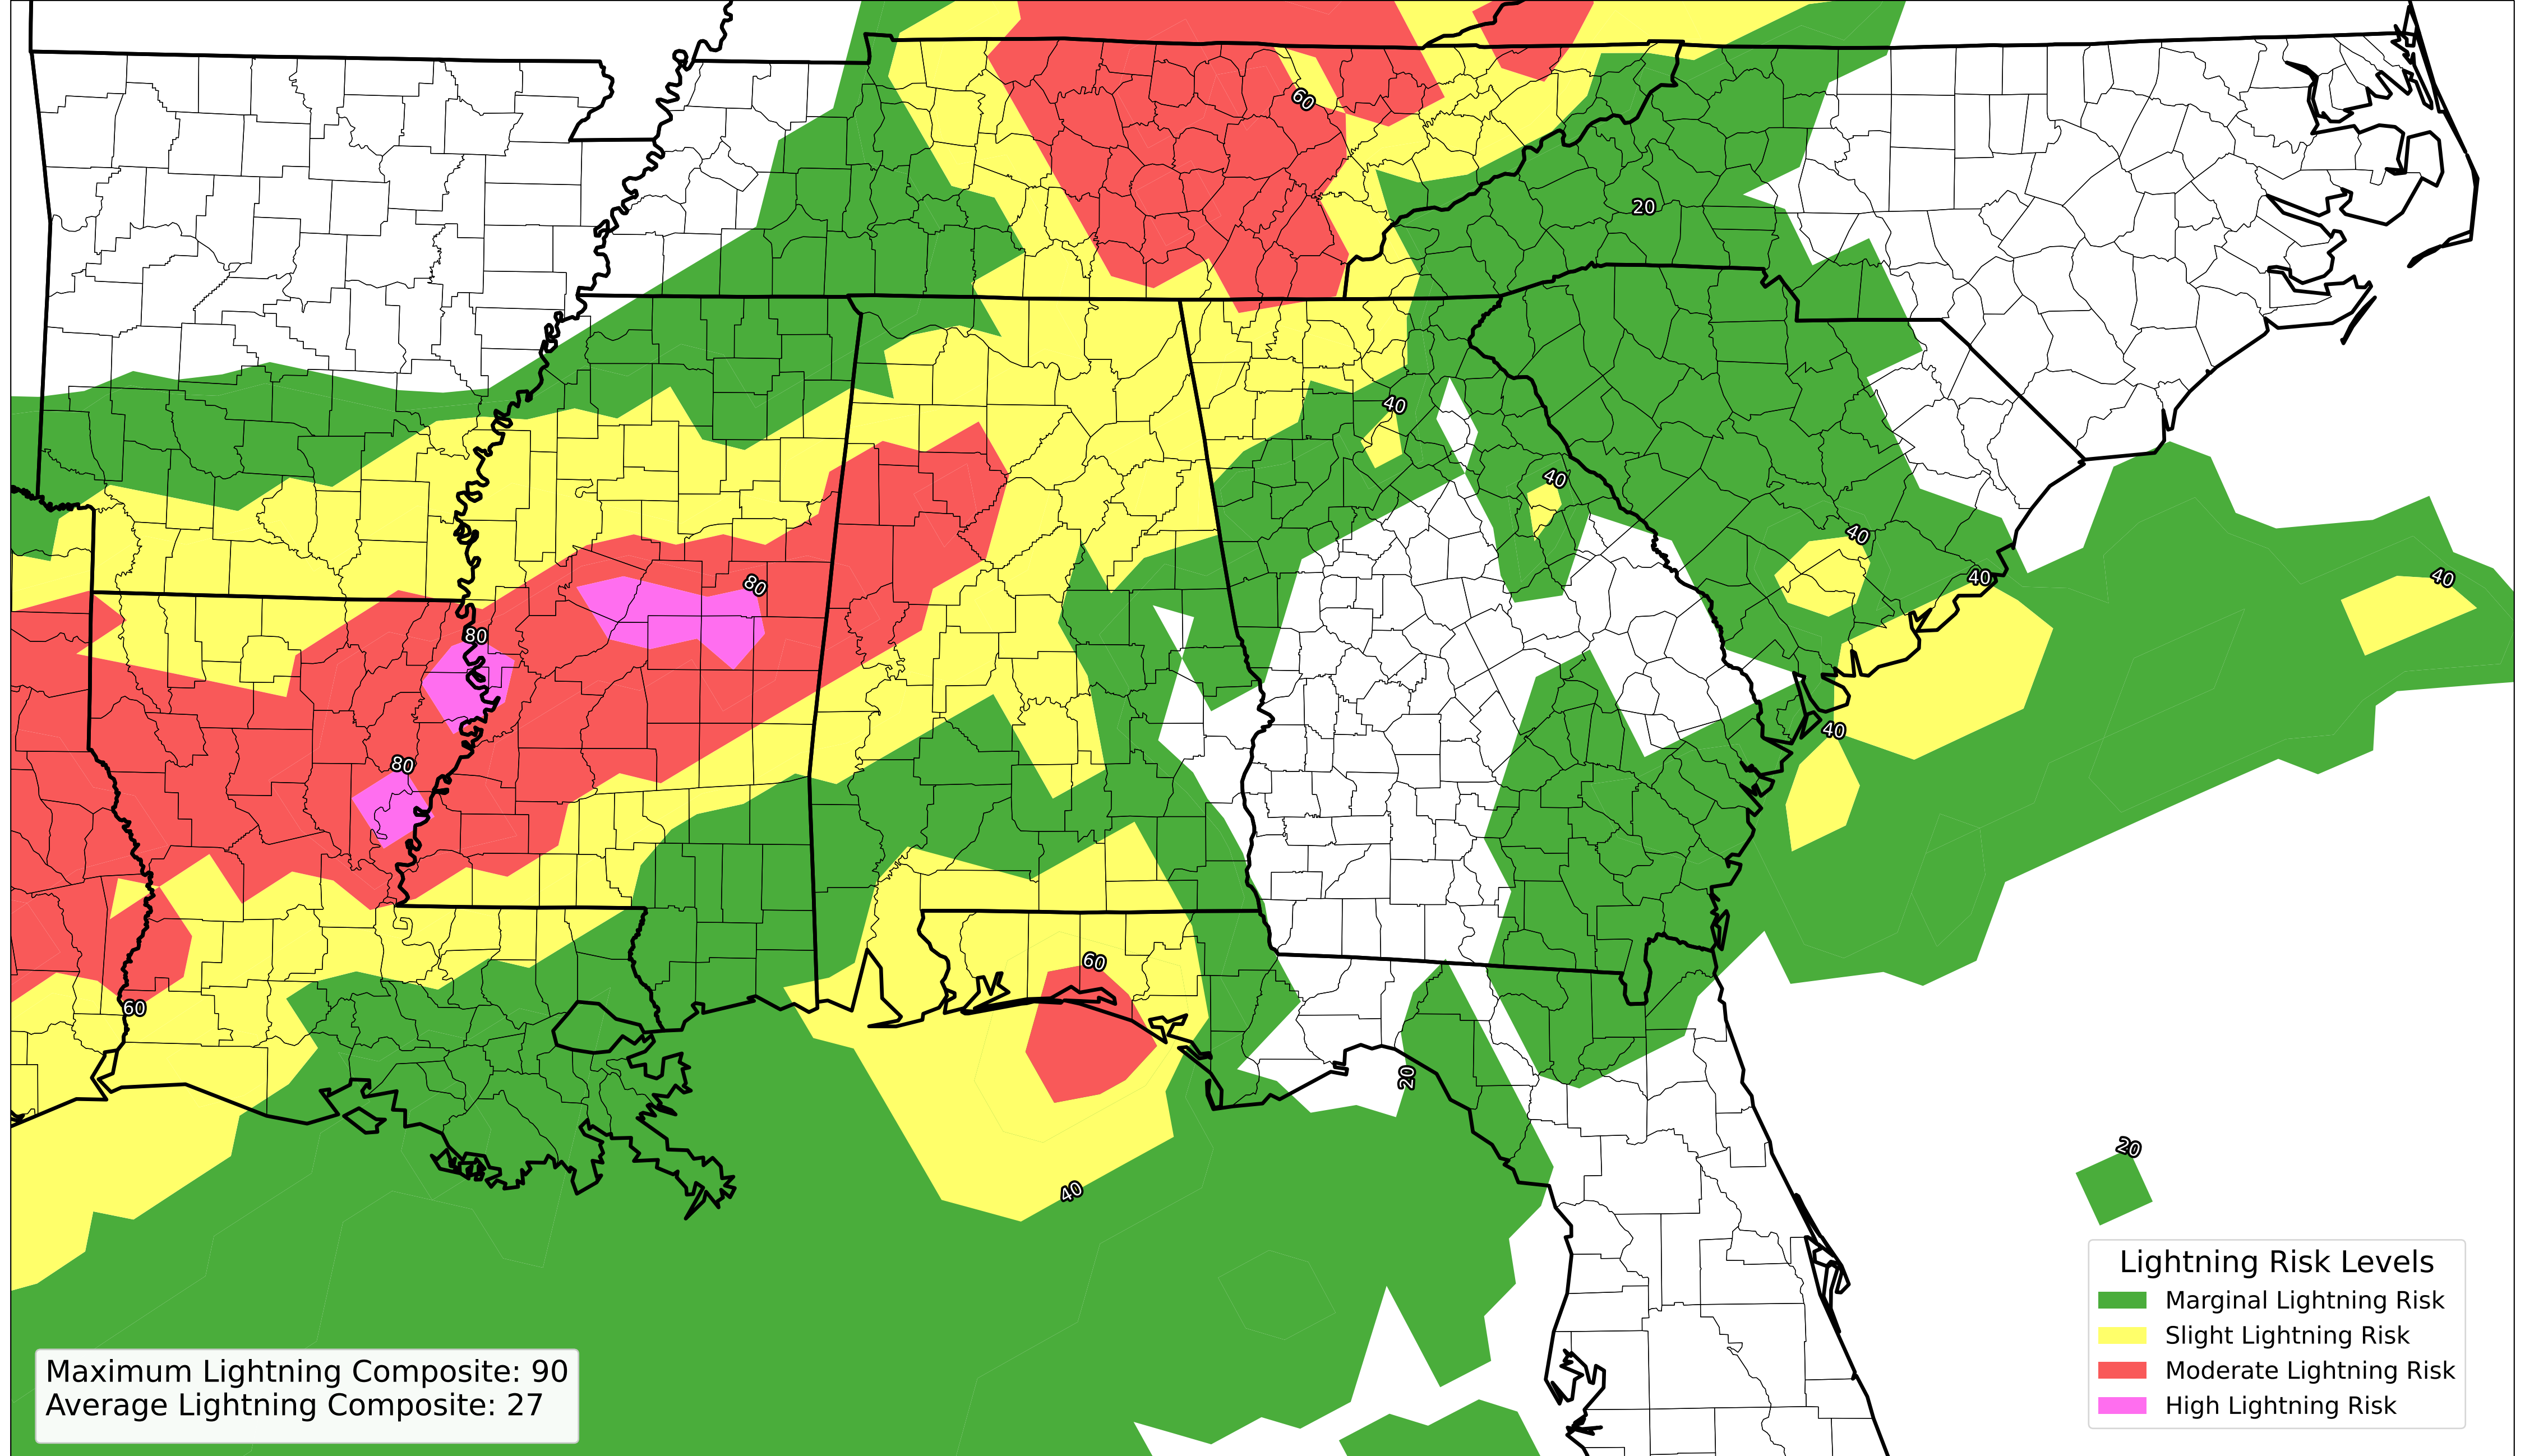 60
20
40
40
80
40
40
40
80
40
80
60
60
20
20
40
Lightning Risk Levels
Marginal Lightning Risk
Slight Lightning Risk
Moderate Lightning Risk
High Lightning Risk
Maximum Lightning Composite: 90
Average Lightning Composite: 27